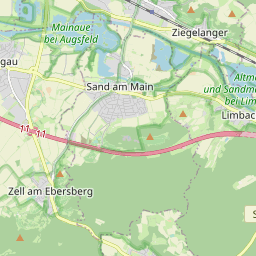 Mainaue
bei Augsfeld
Ziegelanger
gau
Sand am Main
Altm
und Sandm
bei Lim
Limbac
11
11
Zell am Ebersberg
S